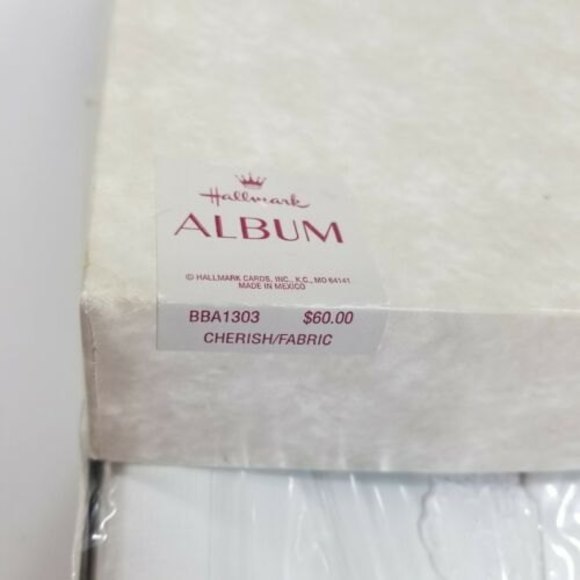 Hallmark
ALBUM
© HALLMARK CARDS, INC., K.C., MO 64141
MADE IN MEXICO
BBA1303 $60.00
CHERISH/FABRIC